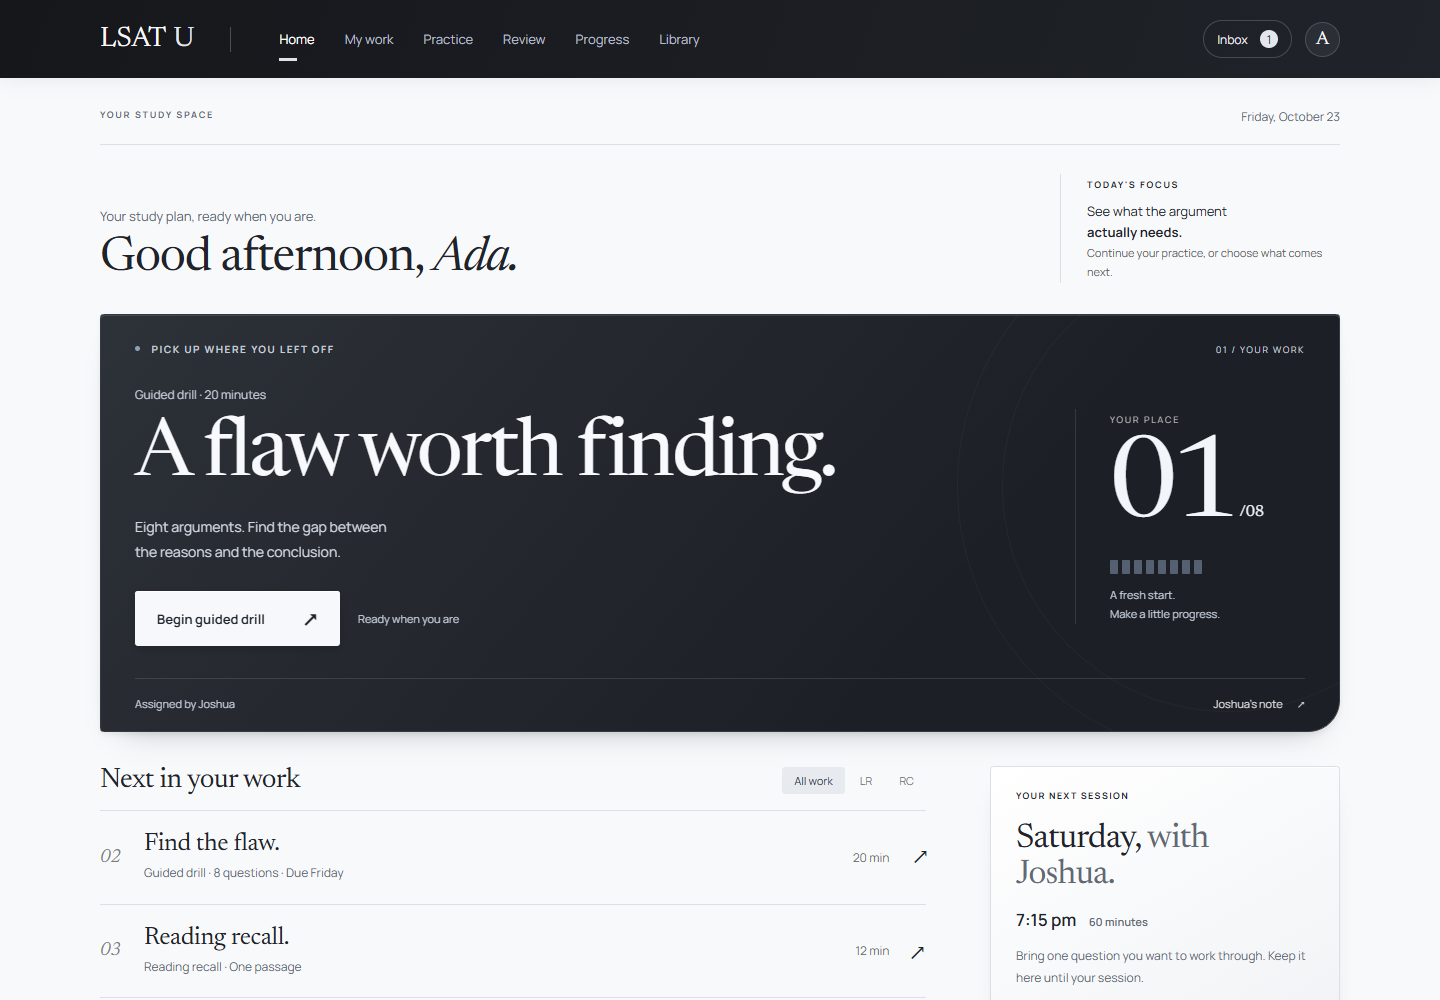 LSAT U
Home
My work
Practice
Review
Progress
Library
Inbox 1
A
YOUR STUDY SPACE
Friday, October 23
Your study plan, ready when you are.
Good afternoon, Ada.
TODAY'S FOCUS
See what the argument
actually needs.
Continue your practice, or choose what comes
next.
PICK UP WHERE YOU LEFT OFF
01 / YOUR WORK
Guided drill · 20 minutes
A flaw worth finding.
Eight arguments. Find the gap between
the reasons and the conclusion.
Begin guided drill ↗
Ready when you are
YOUR PLACE
01 /08
A fresh start.
Make a little progress.
Assigned by Joshua
Joshua's note ↗
Next in your work
All work
LR
RC
02
Find the flaw.
Guided drill · 8 questions · Due Friday
20 min ↗
03
Reading recall.
Reading recall · One passage
12 min ↗
YOUR NEXT SESSION
Saturday, with
Joshua.
7:15 pm 60 minutes
Bring one question you want to work through. Keep it
here until your session.